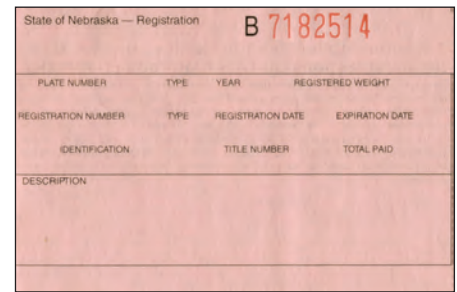 State of Nebraska — Registration B 7182514
PLATE NUMBER TYPE YEAR REGISTERED WEIGHT
REGISTRATION NUMBER TYPE REGISTRATION DATE EXPIRATION DATE
IDENTIFICATION TITLE NUMBER TOTAL PAID
DESCRIPTION